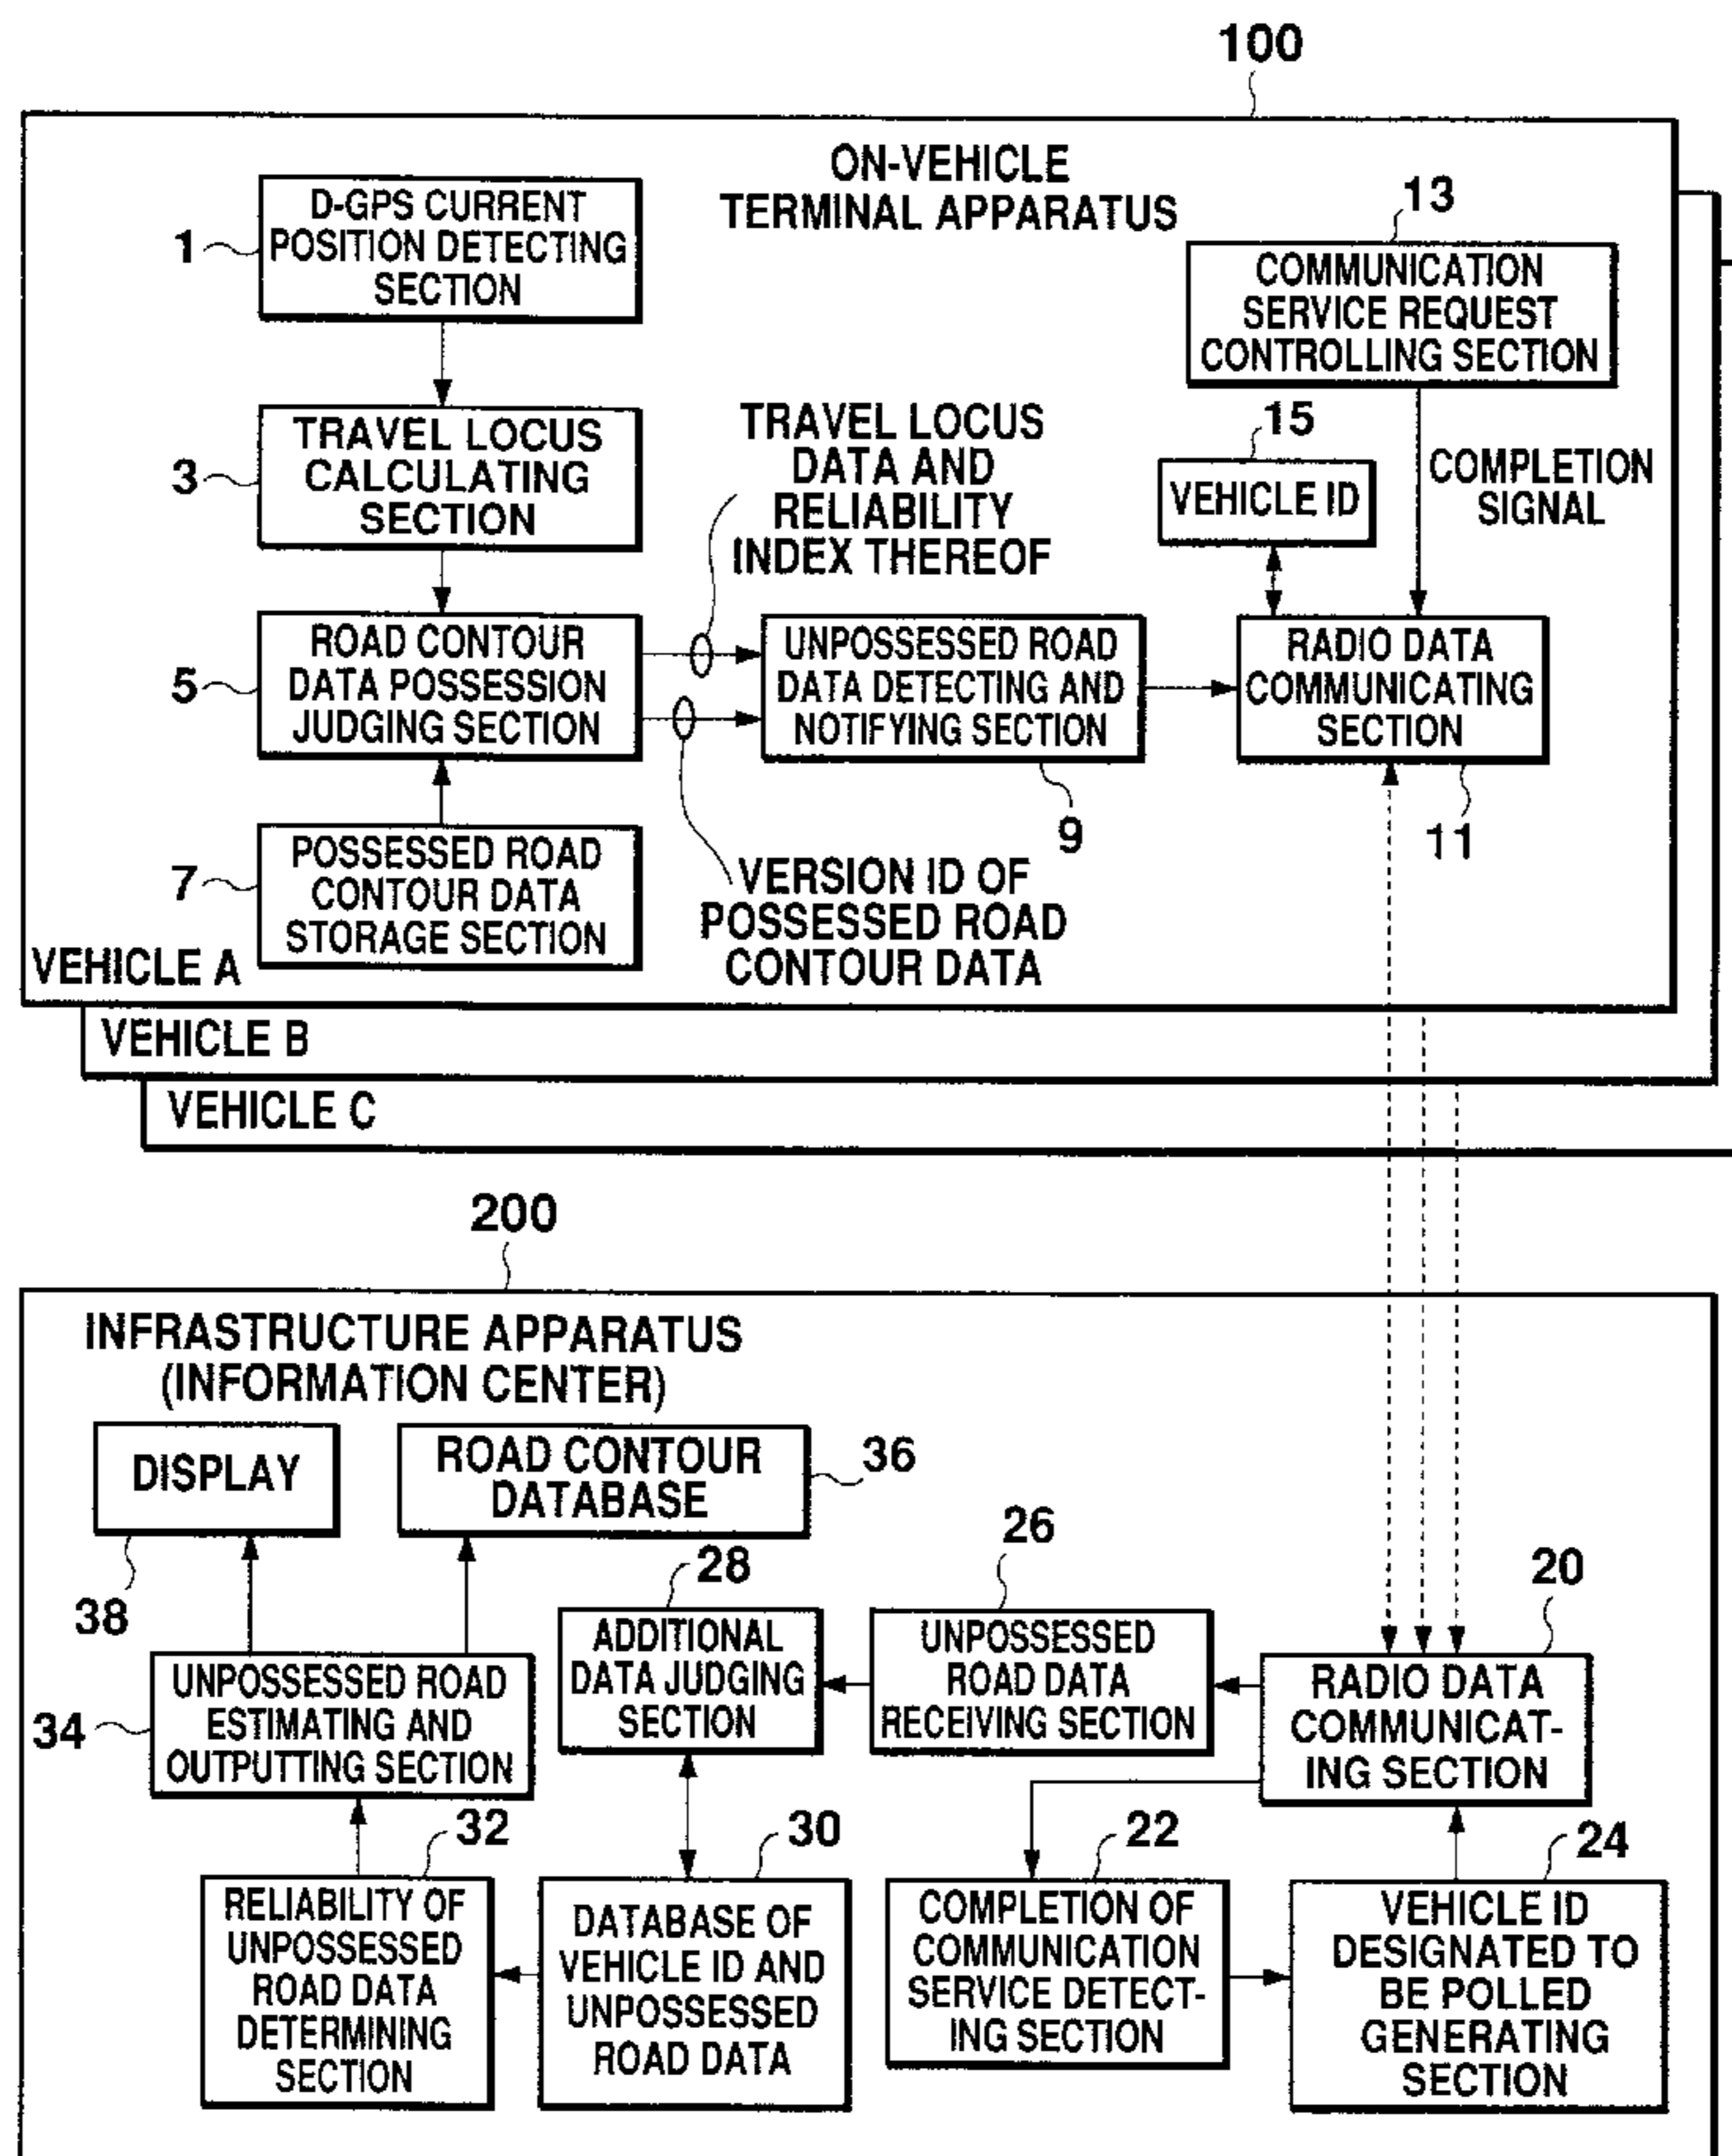 100
ON-VEHICLE
TERMINAL APPARATUS
D-GPS CURRENT
POSITION DETECTING
SECTION
1
13
COMMUNICATION
SERVICE REQUEST
CONTROLLING SECTION
TRAVEL LOCUS
CALCULATING
SECTION
3
TRAVEL LOCUS
DATA AND
RELIABILITY
INDEX THEREOF
15
VEHICLE ID
COMPLETION
SIGNAL
ROAD CONTOUR
DATA POSSESSION
JUDGING SECTION
5
UNPOSSESSED ROAD
DATA DETECTING AND
NOTIFYING SECTION
9
RADIO DATA
COMMUNICATING
SECTION
11
POSSESSED ROAD
CONTOUR DATA
STORAGE SECTION
7
VERSION ID OF
POSSESSED ROAD
CONTOUR DATA
VEHICLE A
VEHICLE B
VEHICLE C
200
INFRASTRUCTURE APPARATUS
(INFORMATION CENTER)
DISPLAY
38
ROAD CONTOUR
DATABASE
36
26
28
20
UNPOSSESSED ROAD
ESTIMATING AND
OUTPUTTING SECTION
34
ADDITIONAL
DATA JUDGING
SECTION
UNPOSSESSED
ROAD DATA
RECEIVING SECTION
RADIO DATA
COMMUNICAT-
ING SECTION
32
30
22
24
RELIABILITY OF
UNPOSSESSED
ROAD DATA
DETERMINING
SECTION
DATABASE OF
VEHICLE ID AND
UNPOSSESSED
ROAD DATA
COMPLETION OF
COMMUNICATION
SERVICE DETECT-
ING SECTION
VEHICLE ID
DESIGNATED TO
BE POLLED
GENERATING
SECTION